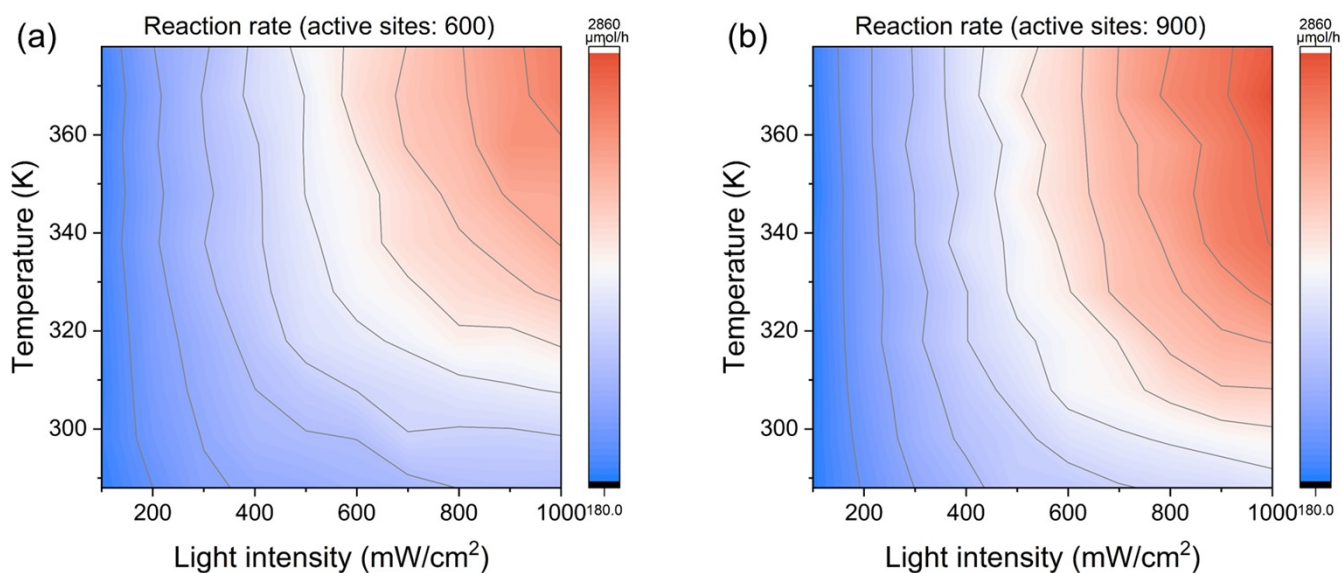 (a)
Reaction rate (active sites: 600)
2860
μmol/h
360
340
320
300
Temperature (K)
200
400
600
800
1000
180.0
Light intensity (mW/cm²)
(b)
Reaction rate (active sites: 900)
2860
μmol/h
360
340
320
300
Temperature (K)
200
400
600
800
1000
180.0
Light intensity (mW/cm²)